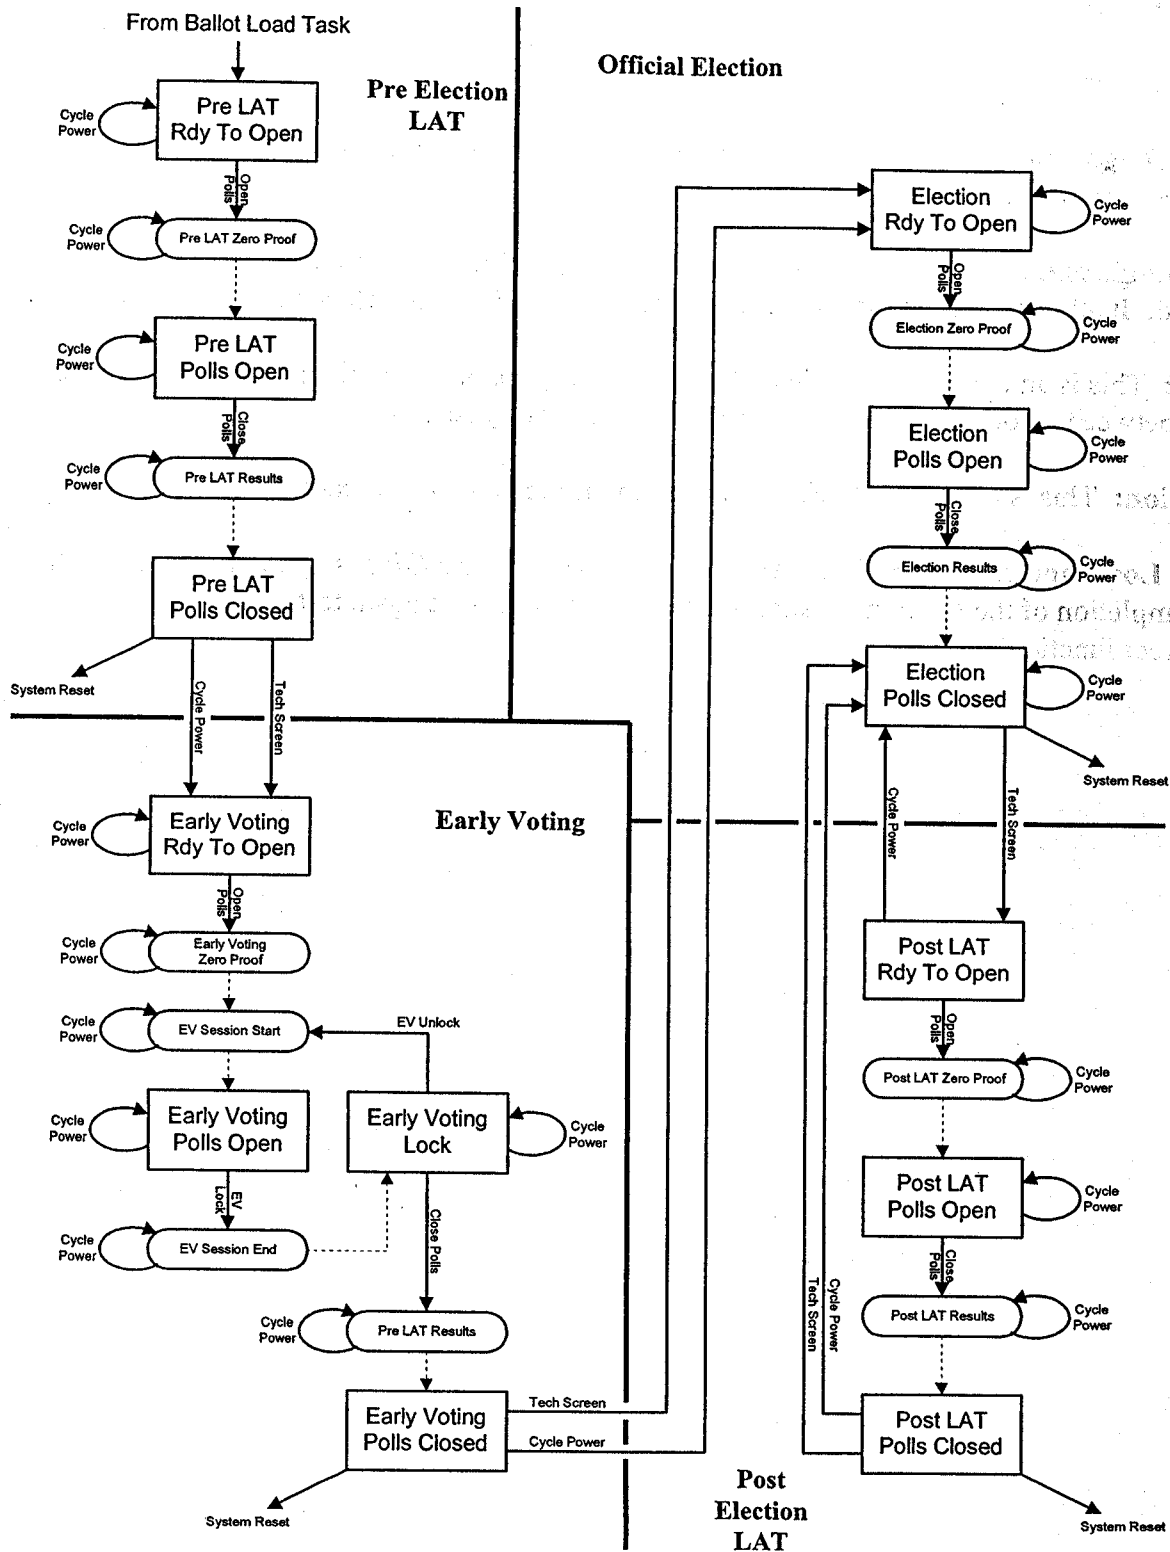 From Ballot Load Task
Pre Election
LAT
Pre LAT
Rdy To Open
Cycle
Power
Open
Polls
Pre LAT Zero Proof
Cycle
Power
Pre LAT
Polls Open
Cycle
Power
Close
Polls
Pre LAT Results
Cycle
Power
Pre LAT
Polls Closed
System Reset
Cycle Power
Tech Screen
Early Voting
Early Voting
Rdy To Open
Cycle
Power
Open
Polls
Early Voting
Zero Proof
Cycle
Power
EV Session Start
Cycle
Power
EV Unlock
Early Voting
Polls Open
Cycle
Power
Early Voting
Lock
Cycle
Power
EV
Lock
EV Session End
Cycle
Power
Close Polls
Pre LAT Results
Cycle
Power
Early Voting
Polls Closed
Tech Screen
Cycle Power
System Reset
Official Election
Election
Rdy To Open
Cycle
Power
Open
Polls
Election Zero Proof
Cycle
Power
Election
Polls Open
Cycle
Power
Close
Polls
Election Results
Cycle
Power
Election
Polls Closed
Cycle
Power
System Reset
Cycle Power
Tech Screen
Post LAT
Rdy To Open
Open
Polls
Post LAT Zero Proof
Cycle
Power
Post LAT
Polls Open
Cycle
Power
Close
Polls
Post LAT Results
Cycle
Power
Cycle Power
Tech Screen
Post LAT
Polls Closed
System Reset
Post
Election
LAT